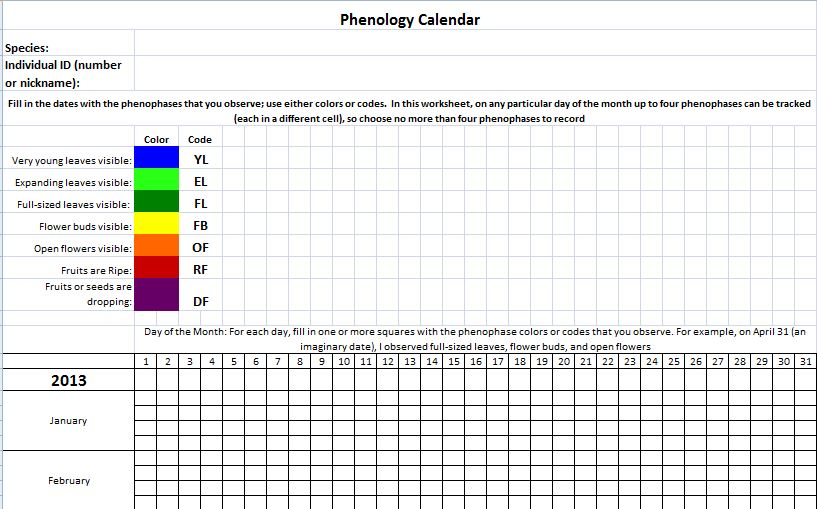 Phenology Calendar
Species:
Individual ID (number
or nickname):
Fill in the dates with the phenophases that you observe; use either colors or codes. In this worksheet, on any particular day of the month up to four phenophases can be tracked
(each in a different cell), so choose no more than four phenophases to record
Color Code
Very young leaves visible: YL
Expanding leaves visible: EL
Full-sized leaves visible: FL
Flower buds visible: FB
Open flowers visible: OF
Fruits are Ripe: RF
Fruits or seeds are
dropping: DF
Day of the Month: For each day, fill in one or more squares with the phenophase colors or codes that you observe. For example, on April 31 (an
imaginary date), I observed full-sized leaves, flower buds, and open flowers
1 2 3 4 5 6 7 8 9 10 11 12 13 14 15 16 17 18 19 20 21 22 23 24 25 26 27 28 29 30 31
2013
January
February